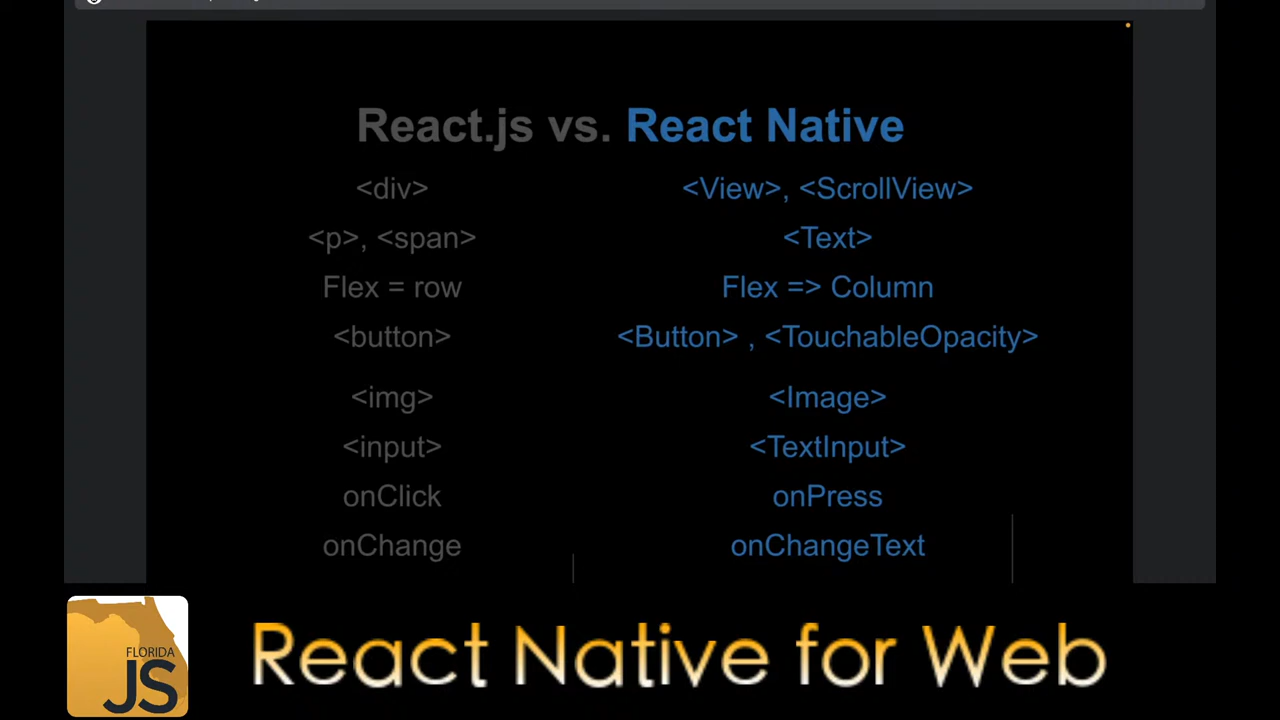 React.js vs. React Native
<div> <View>, <ScrollView>
<p>, <span> <Text>
Flex = row Flex => Column
<button> <Button> , <TouchableOpacity>
<img> <Image>
<input> <TextInput>
onClick onPress
onChange onChangeText
FLORIDA
JS
React Native for Web